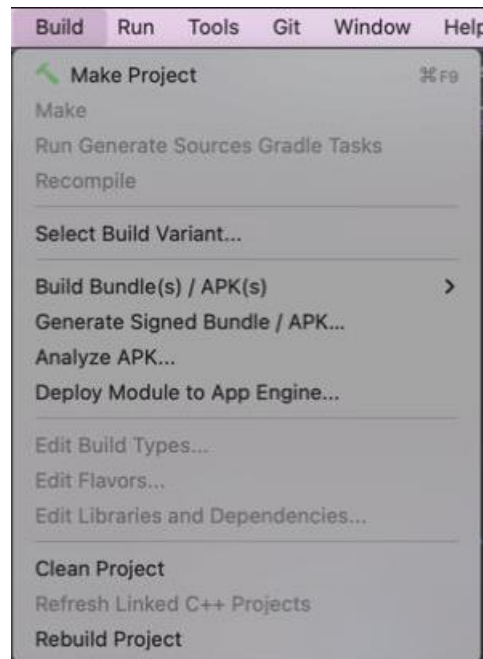 Build Run Tools Git Window Help
Make Project ⌘F9
Make
Run Generate Sources Gradle Tasks
Recompile
Select Build Variant...
Build Bundle(s) / APK(s) >
Generate Signed Bundle / APK...
Analyze APK...
Deploy Module to App Engine...
Edit Build Types...
Edit Flavors...
Edit Libraries and Dependencies...
Clean Project
Refresh Linked C++ Projects
Rebuild Project